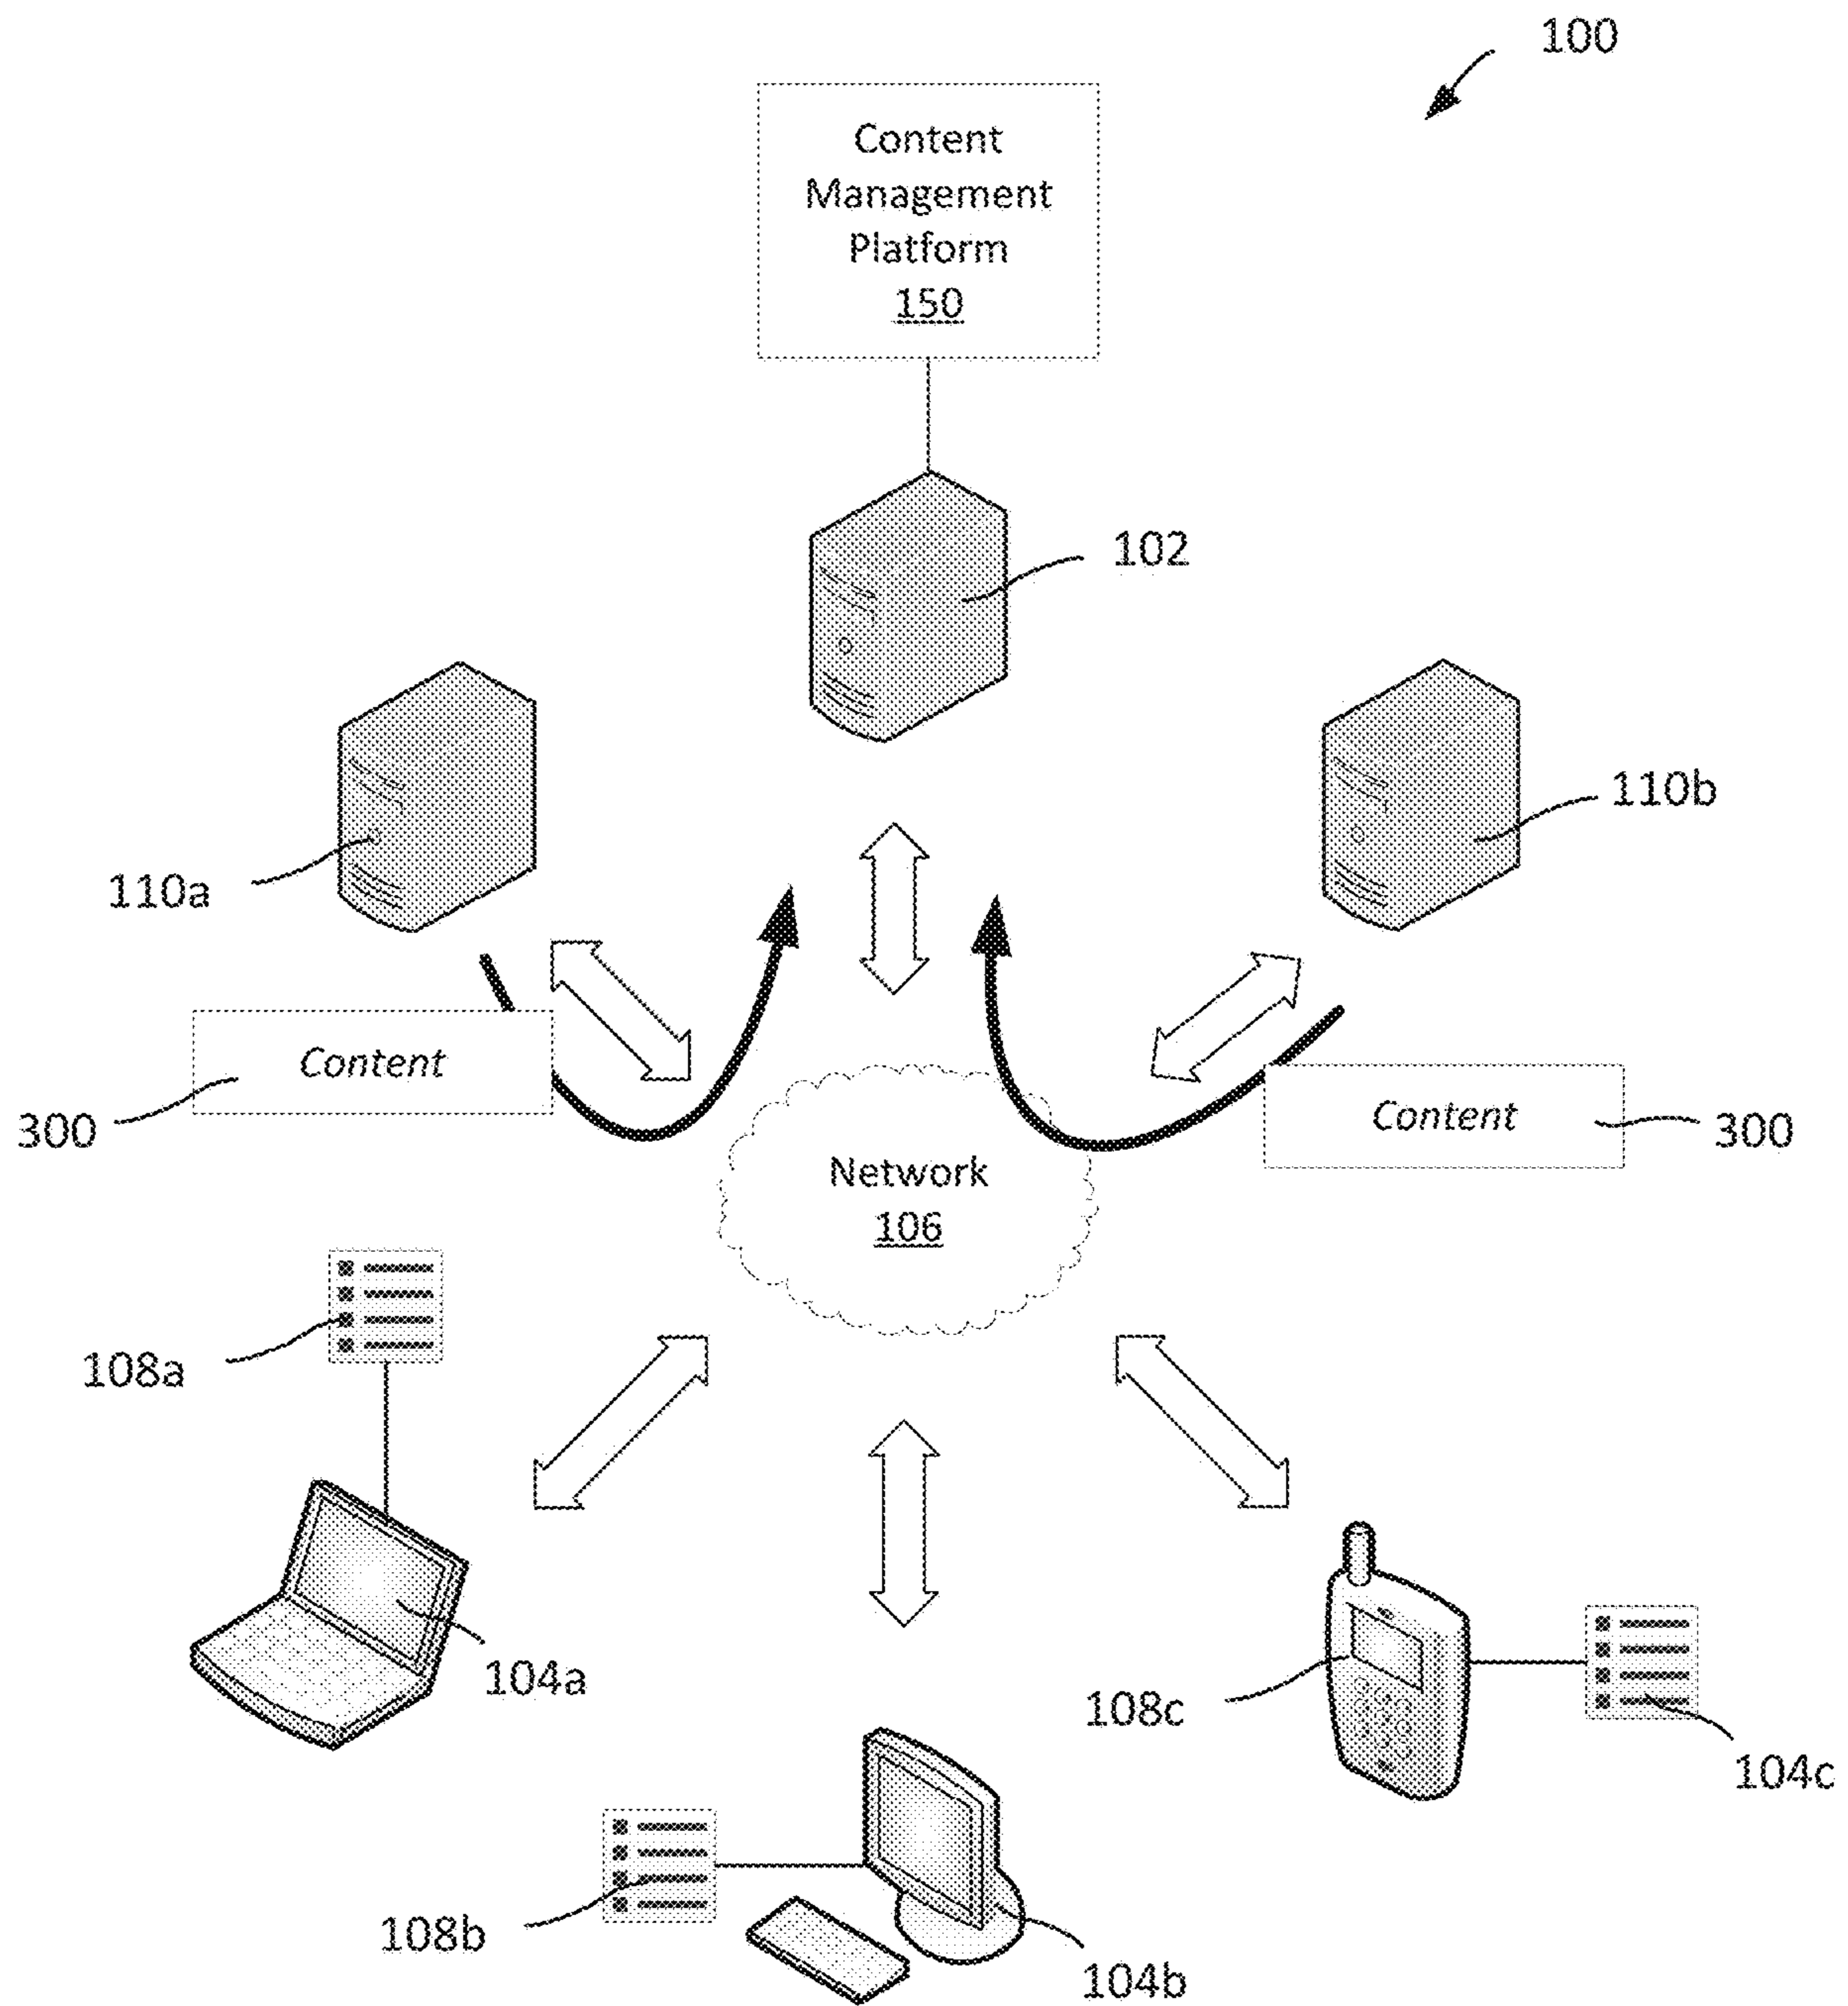 100
Content
Management
Platform
150
102
110b
110a
Content
300
Content
300
Network
106
108a
104a
108c
104c
108b
104b